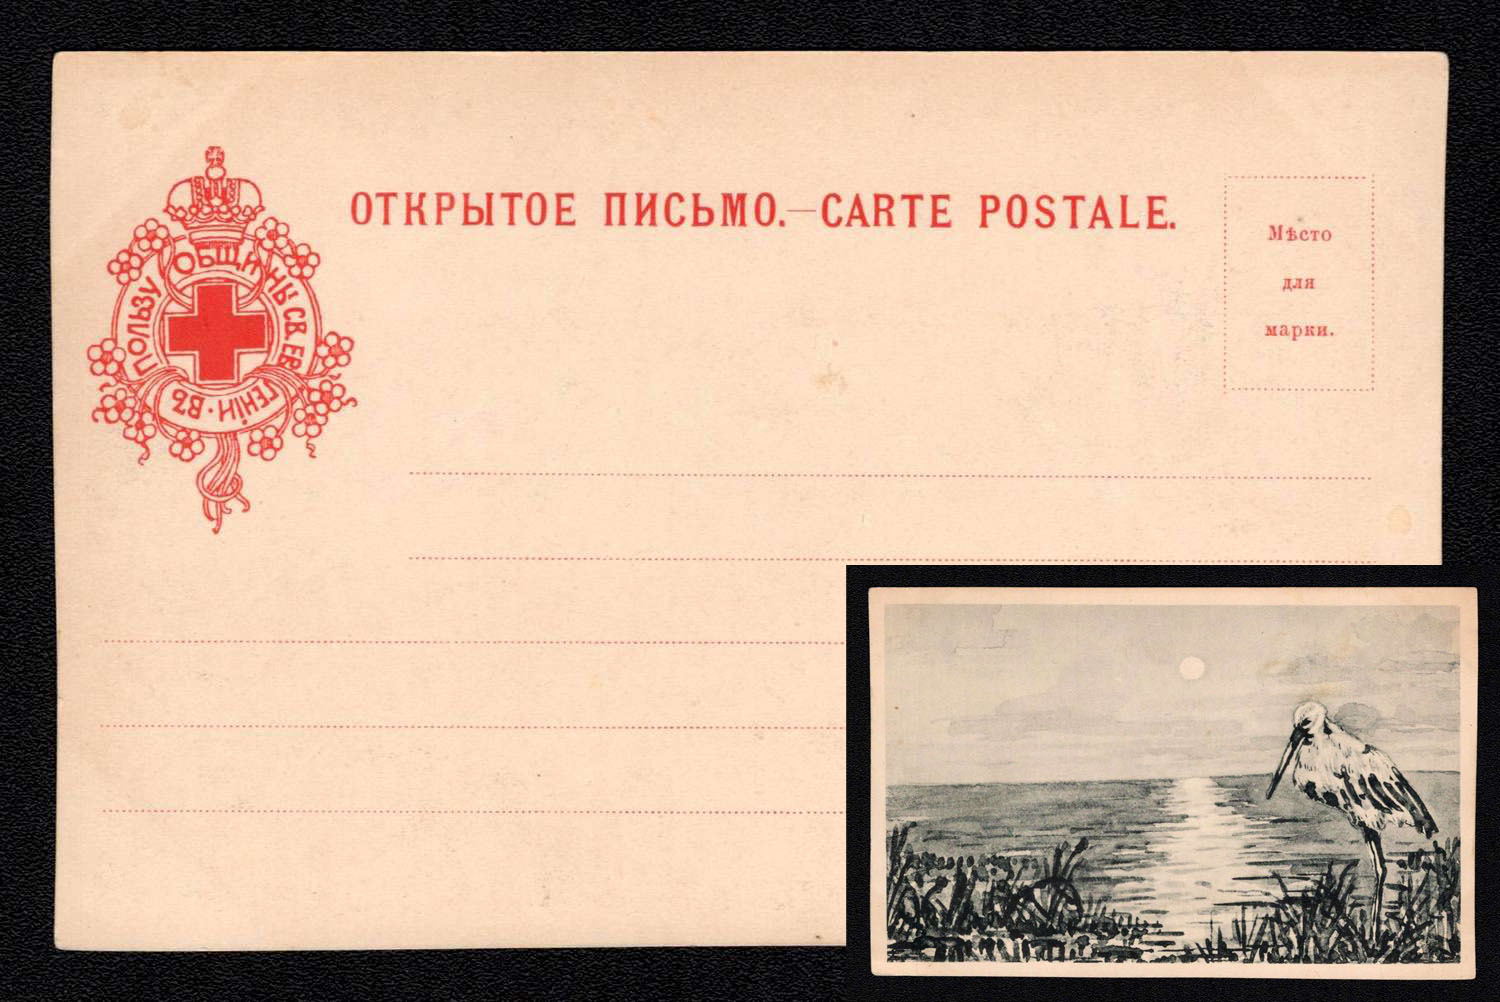 ОТКРЫТОЕ ПИСЬМО.—CARTE POSTALE.
Мѣсто
для
марки.
ВЪ ПОЛЬЗУ ОБЩИНЫ СВ. ЕВГЕНІИ •